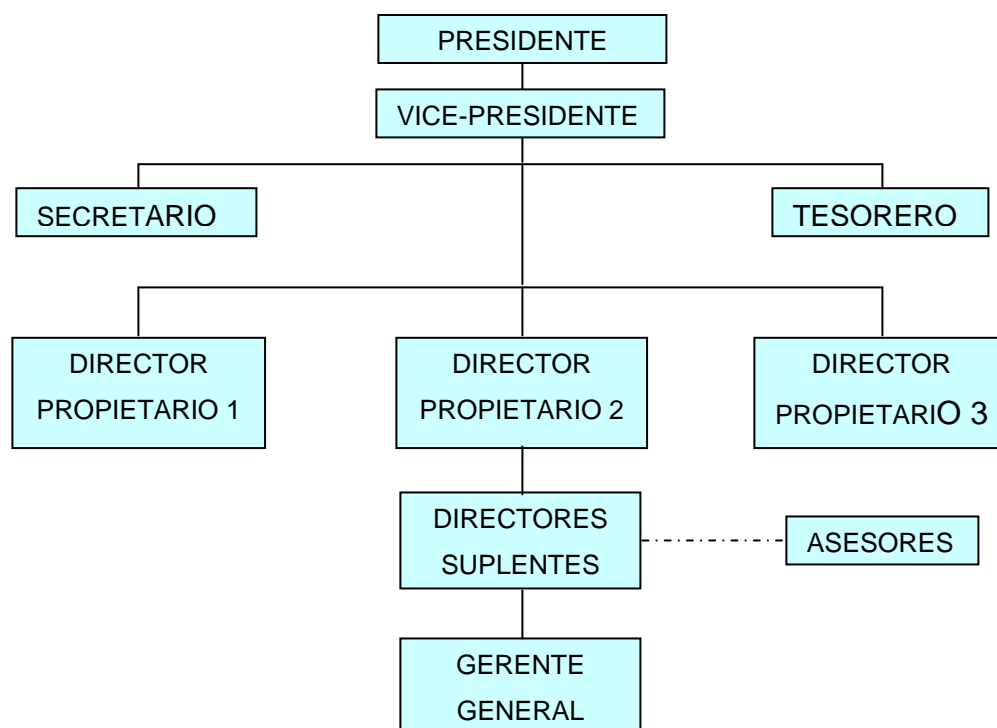 PRESIDENTE
VICE-PRESIDENTE
SECRETARIO
TESORERO
DIRECTOR
PROPIETARIO 1
DIRECTOR
PROPIETARIO 2
DIRECTOR
PROPIETARIO 3
DIRECTORES
SUPLENTES
ASESORES
GERENTE
GENERAL